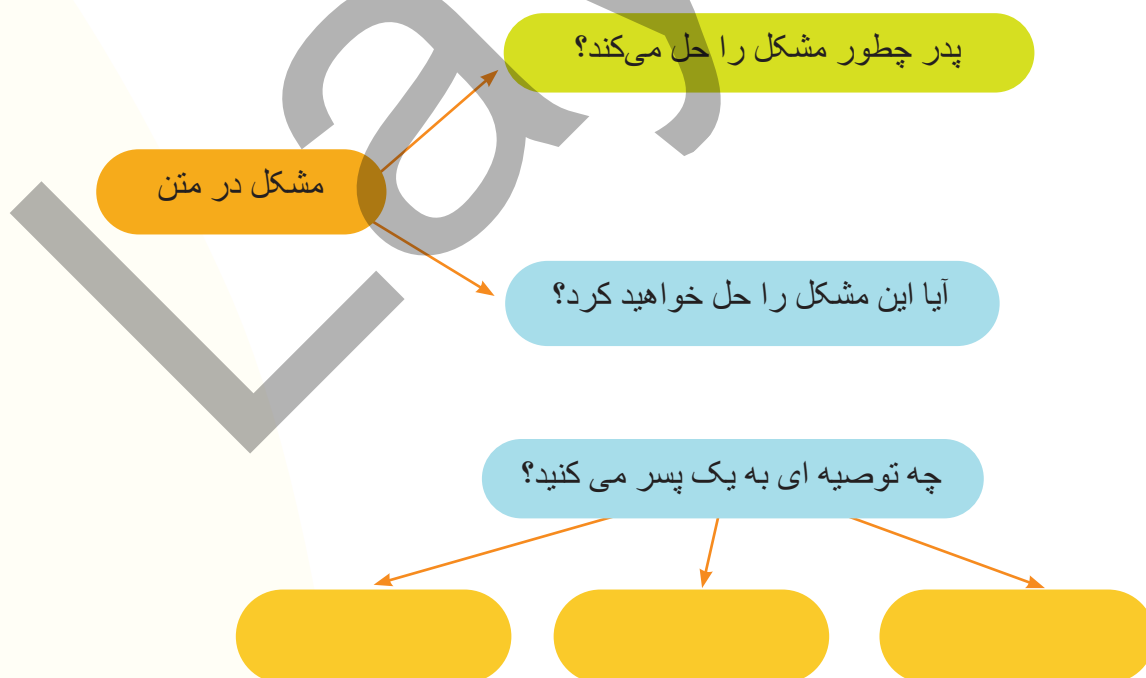 پدر چطور مشکل را حل می‌کند؟
مشکل در متن
آیا این مشکل را حل خواهید کرد؟
چه توصیه ای به یک پسر می کنید؟
La